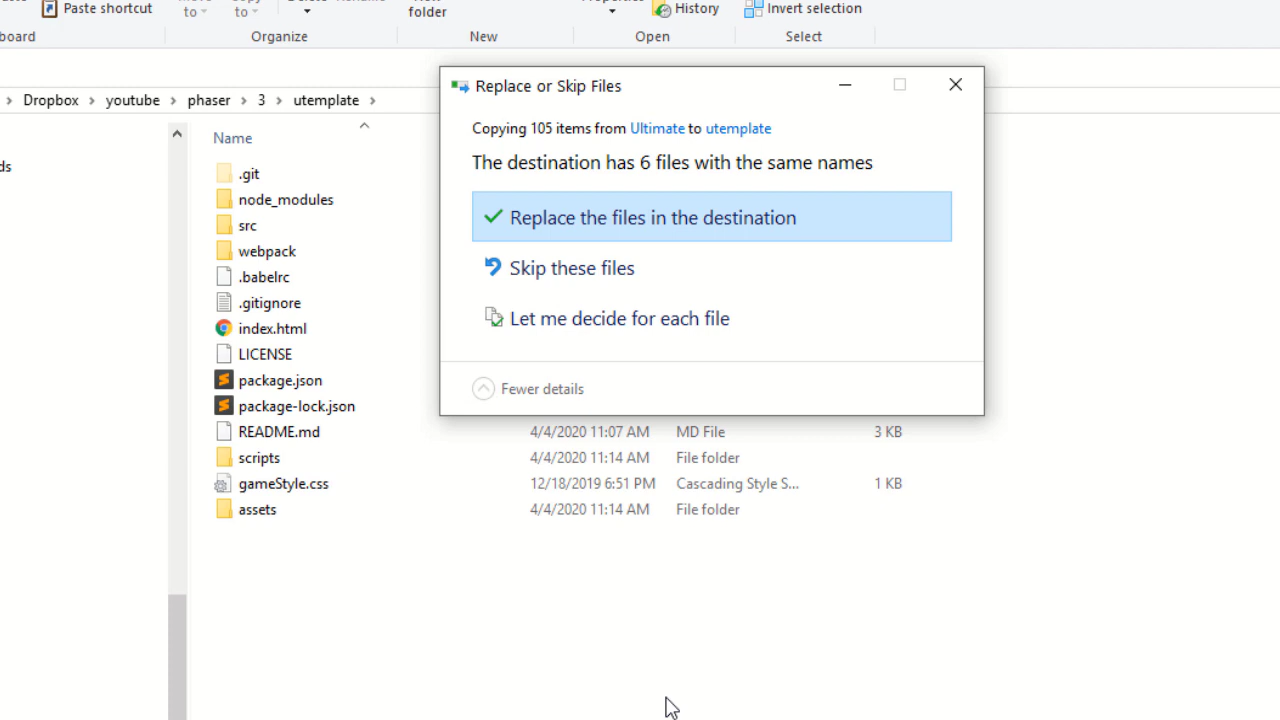 Paste shortcut
to
to
folder
History
Invert selection
board
Organize
New
Open
Select
Dropbox
youtube
phaser
3
utemplate
Replace or Skip Files
Copying 105 items from Ultimate to utemplate
The destination has 6 files with the same names
Replace the files in the destination
Skip these files
Let me decide for each file
Fewer details
ds
Name
.git
node_modules
src
webpack
.babelrc
.gitignore
index.html
LICENSE
package.json
package-lock.json
README.md 4/4/2020 11:07 AM MD File 3 KB
scripts 4/4/2020 11:14 AM File folder
gameStyle.css 12/18/2019 6:51 PM Cascading Style S... 1 KB
assets 4/4/2020 11:14 AM File folder